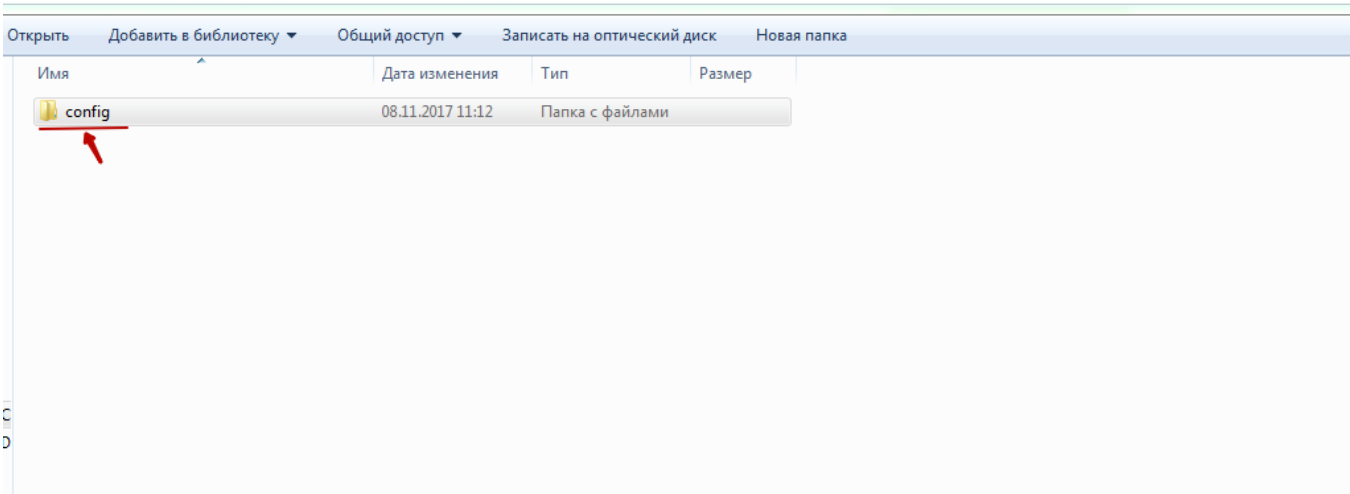 Открыть Добавить в библиотеку Общий доступ Записать на оптический диск Новая папка
Имя Дата изменения Тип Размер
config 08.11.2017 11:12 Папка с файлами